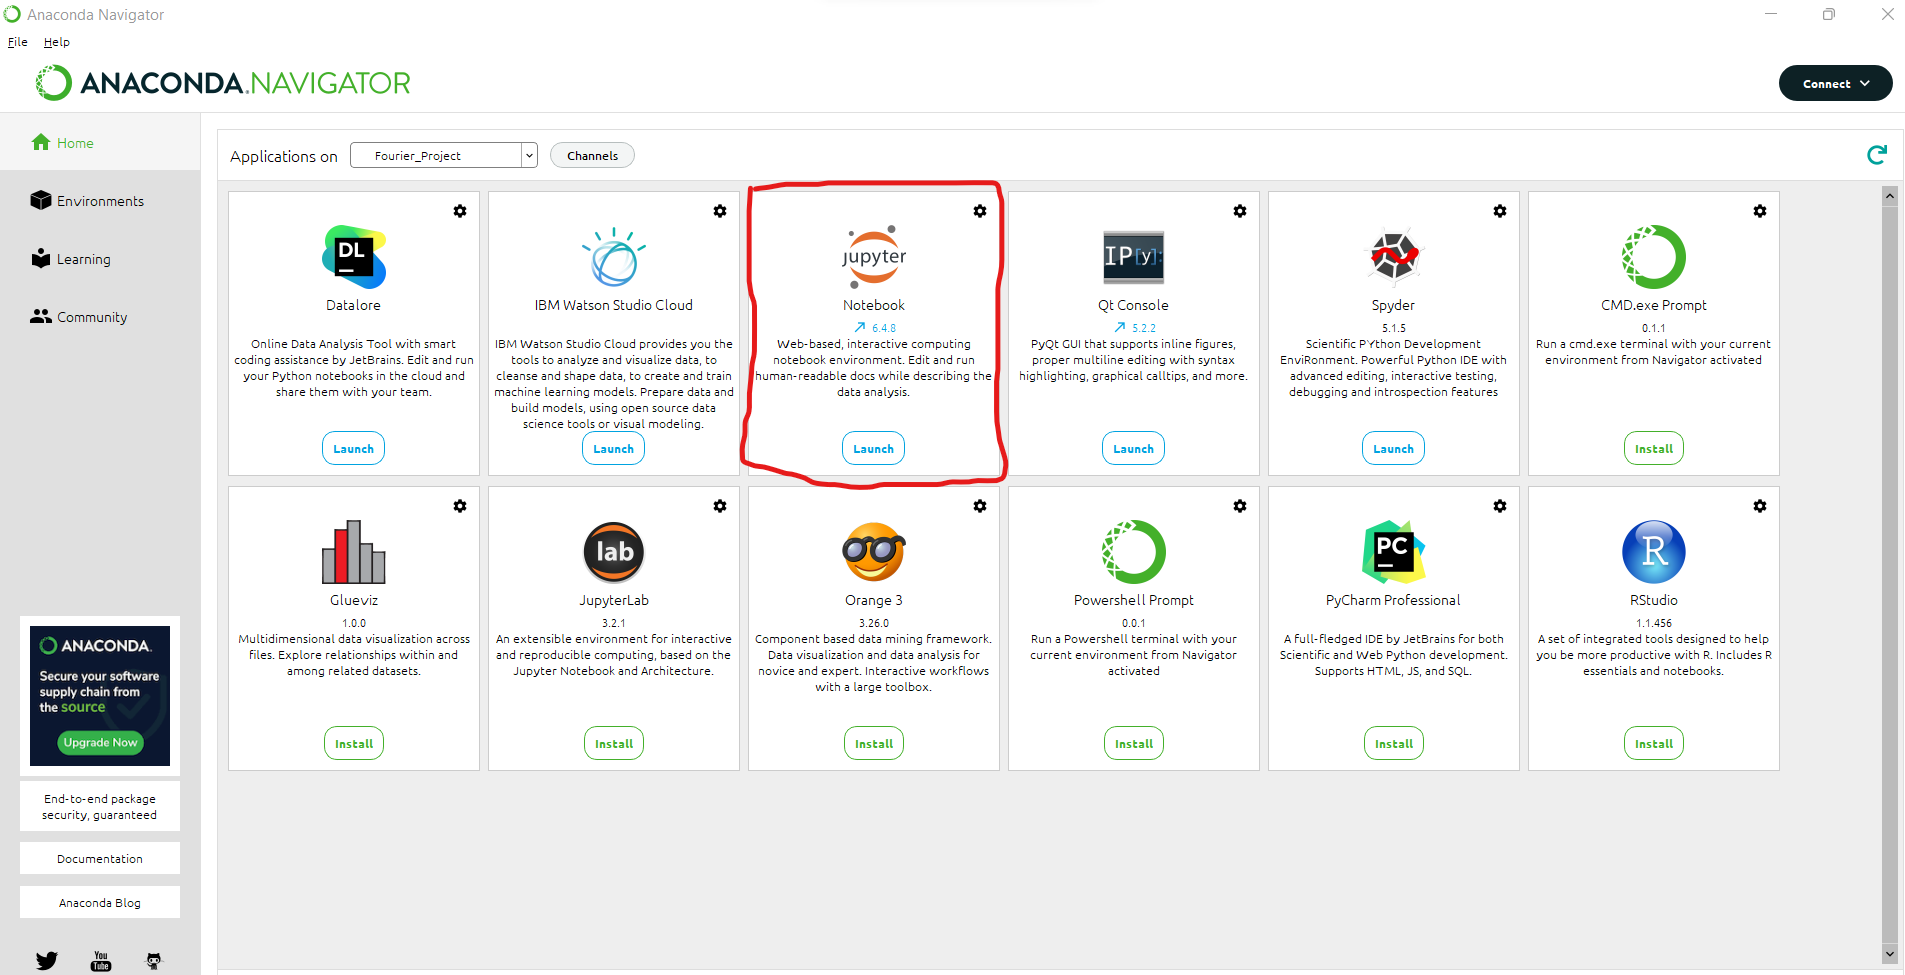 Anaconda Navigator
File Help
ANACONDA.NAVIGATOR
Connect
Home
Environments
Learning
Community
Applications on
Fourier_Project
Channels
DL
Datalore
Online Data Analysis Tool with smart
coding assistance by JetBrains. Edit and run
your Python notebooks in the cloud and
share them with your team.
Launch
IBM Watson Studio Cloud
IBM Watson Studio Cloud provides you the
tools to analyze and visualize data, to
cleanse and shape data, to create and train
machine learning models. Prepare data and
build models, using open source data
science tools or visual modeling.
Launch
jupyter
Notebook
6.4.8
Web-based, interactive computing
notebook environment. Edit and run
human-readable docs while describing the
data analysis.
Launch
IP[y]:
Qt Console
5.2.2
PyQt GUI that supports inline figures,
proper multiline editing with syntax
highlighting, graphical calltips, and more.
Launch
Spyder
5.1.5
Scientific PYthon Development
EnviRonment. Powerful Python IDE with
advanced editing, interactive testing,
debugging and introspection features
Launch
CMD.exe Prompt
0.1.1
Run a cmd.exe terminal with your current
environment from Navigator activated
Install
Glueviz
1.0.0
Multidimensional data visualization across
files. Explore relationships within and
among related datasets.
Install
lab
JupyterLab
3.2.1
An extensible environment for interactive
and reproducible computing, based on the
Jupyter Notebook and Architecture.
Install
Orange 3
3.26.0
Component based data mining framework.
Data visualization and data analysis for
novice and expert. Interactive workflows
with a large toolbox.
Install
Powershell Prompt
0.0.1
Run a Powershell terminal with your
current environment from Navigator
activated
Install
PC
PyCharm Professional
A full-fledged IDE by JetBrains for both
Scientific and Web Python development.
Supports HTML, JS, and SQL.
Install
R
RStudio
1.1.456
A set of integrated tools designed to help
you be more productive with R. Includes R
essentials and notebooks.
Install
ANACONDA.
Secure your software
supply chain from
the source
Upgrade Now
End-to-end package
security, guaranteed
Documentation
Anaconda Blog
You
Tube